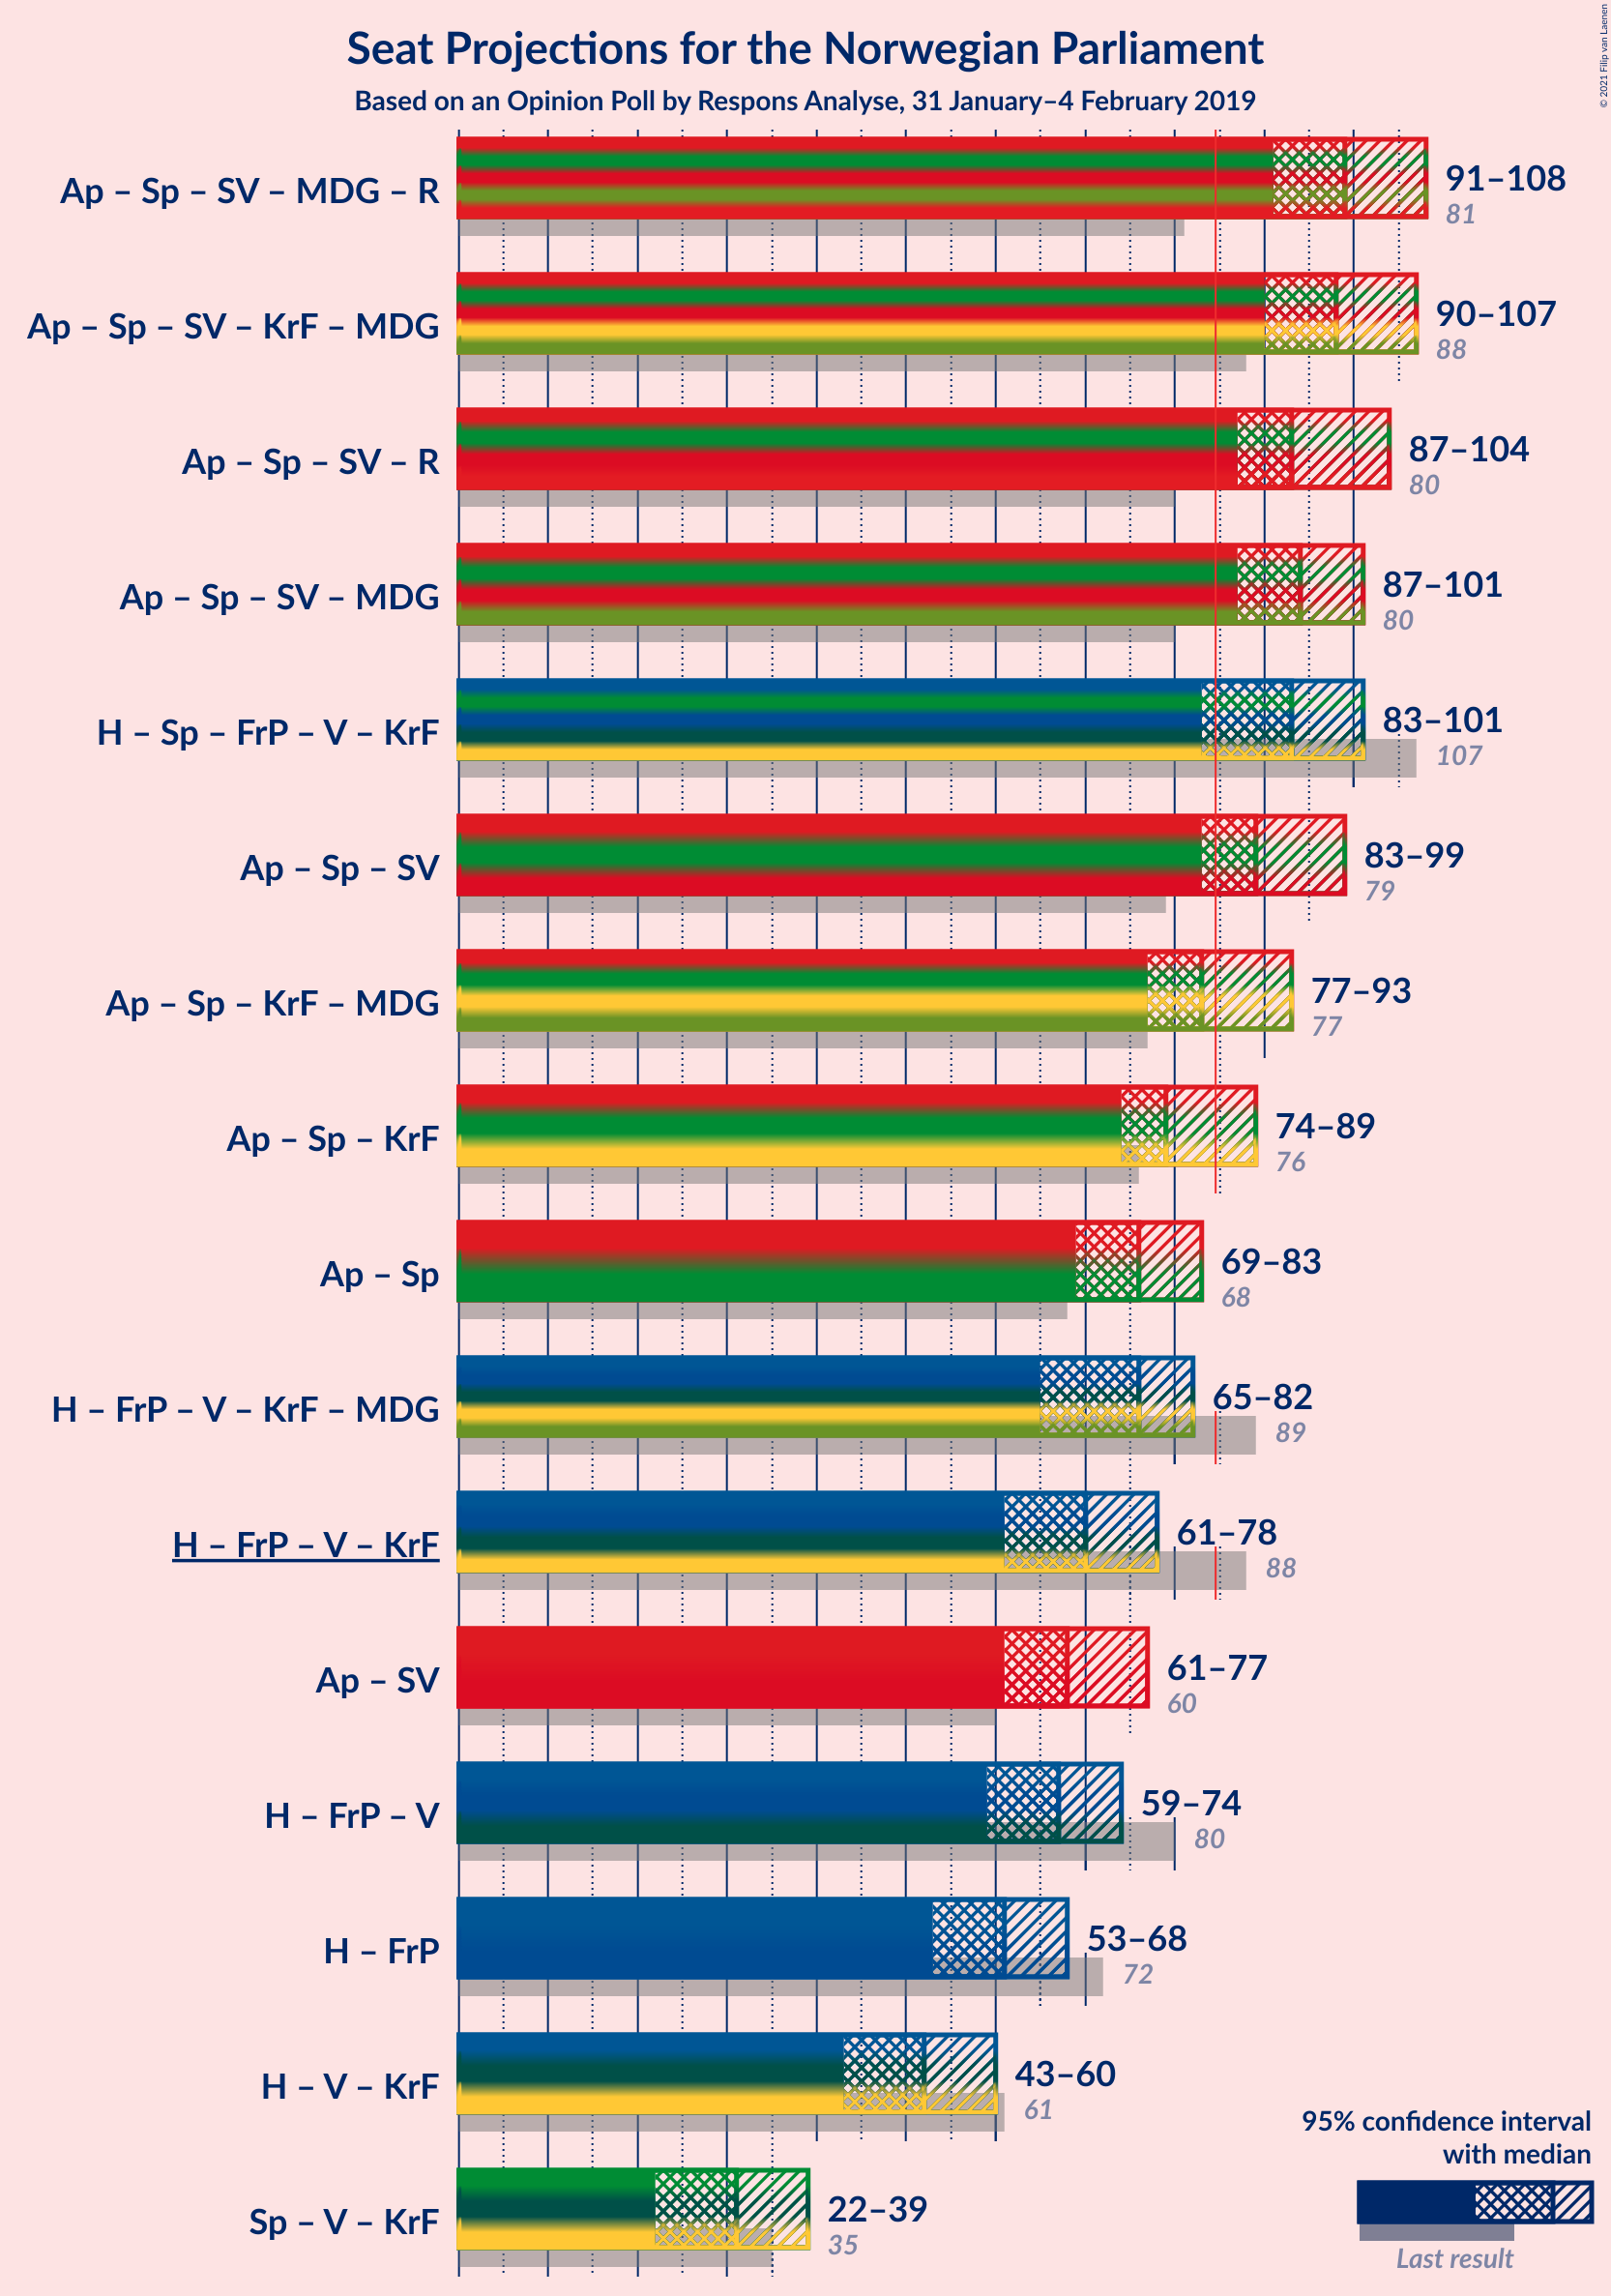 Seat Projections for the Norwegian Parliament
Based on an Opinion Poll by Respons Analyse, 31 January–4 February 2019
© 2021 Filip van Laenen
Ap – Sp – SV – MDG – R
91–108
81
Ap – Sp – SV – KrF – MDG
90–107
88
Ap – Sp – SV – R
87–104
80
Ap – Sp – SV – MDG
87–101
80
H – Sp – FrP – V – KrF
83–101
107
Ap – Sp – SV
83–99
79
Ap – Sp – KrF – MDG
77–93
77
Ap – Sp – KrF
74–89
76
Ap – Sp
69–83
68
H – FrP – V – KrF – MDG
65–82
89
H – FrP – V – KrF
61–78
88
Ap – SV
61–77
60
H – FrP – V
59–74
80
H – FrP
53–68
72
H – V – KrF
43–60
61
Sp – V – KrF
22–39
35
95% confidence interval
with median
Last result